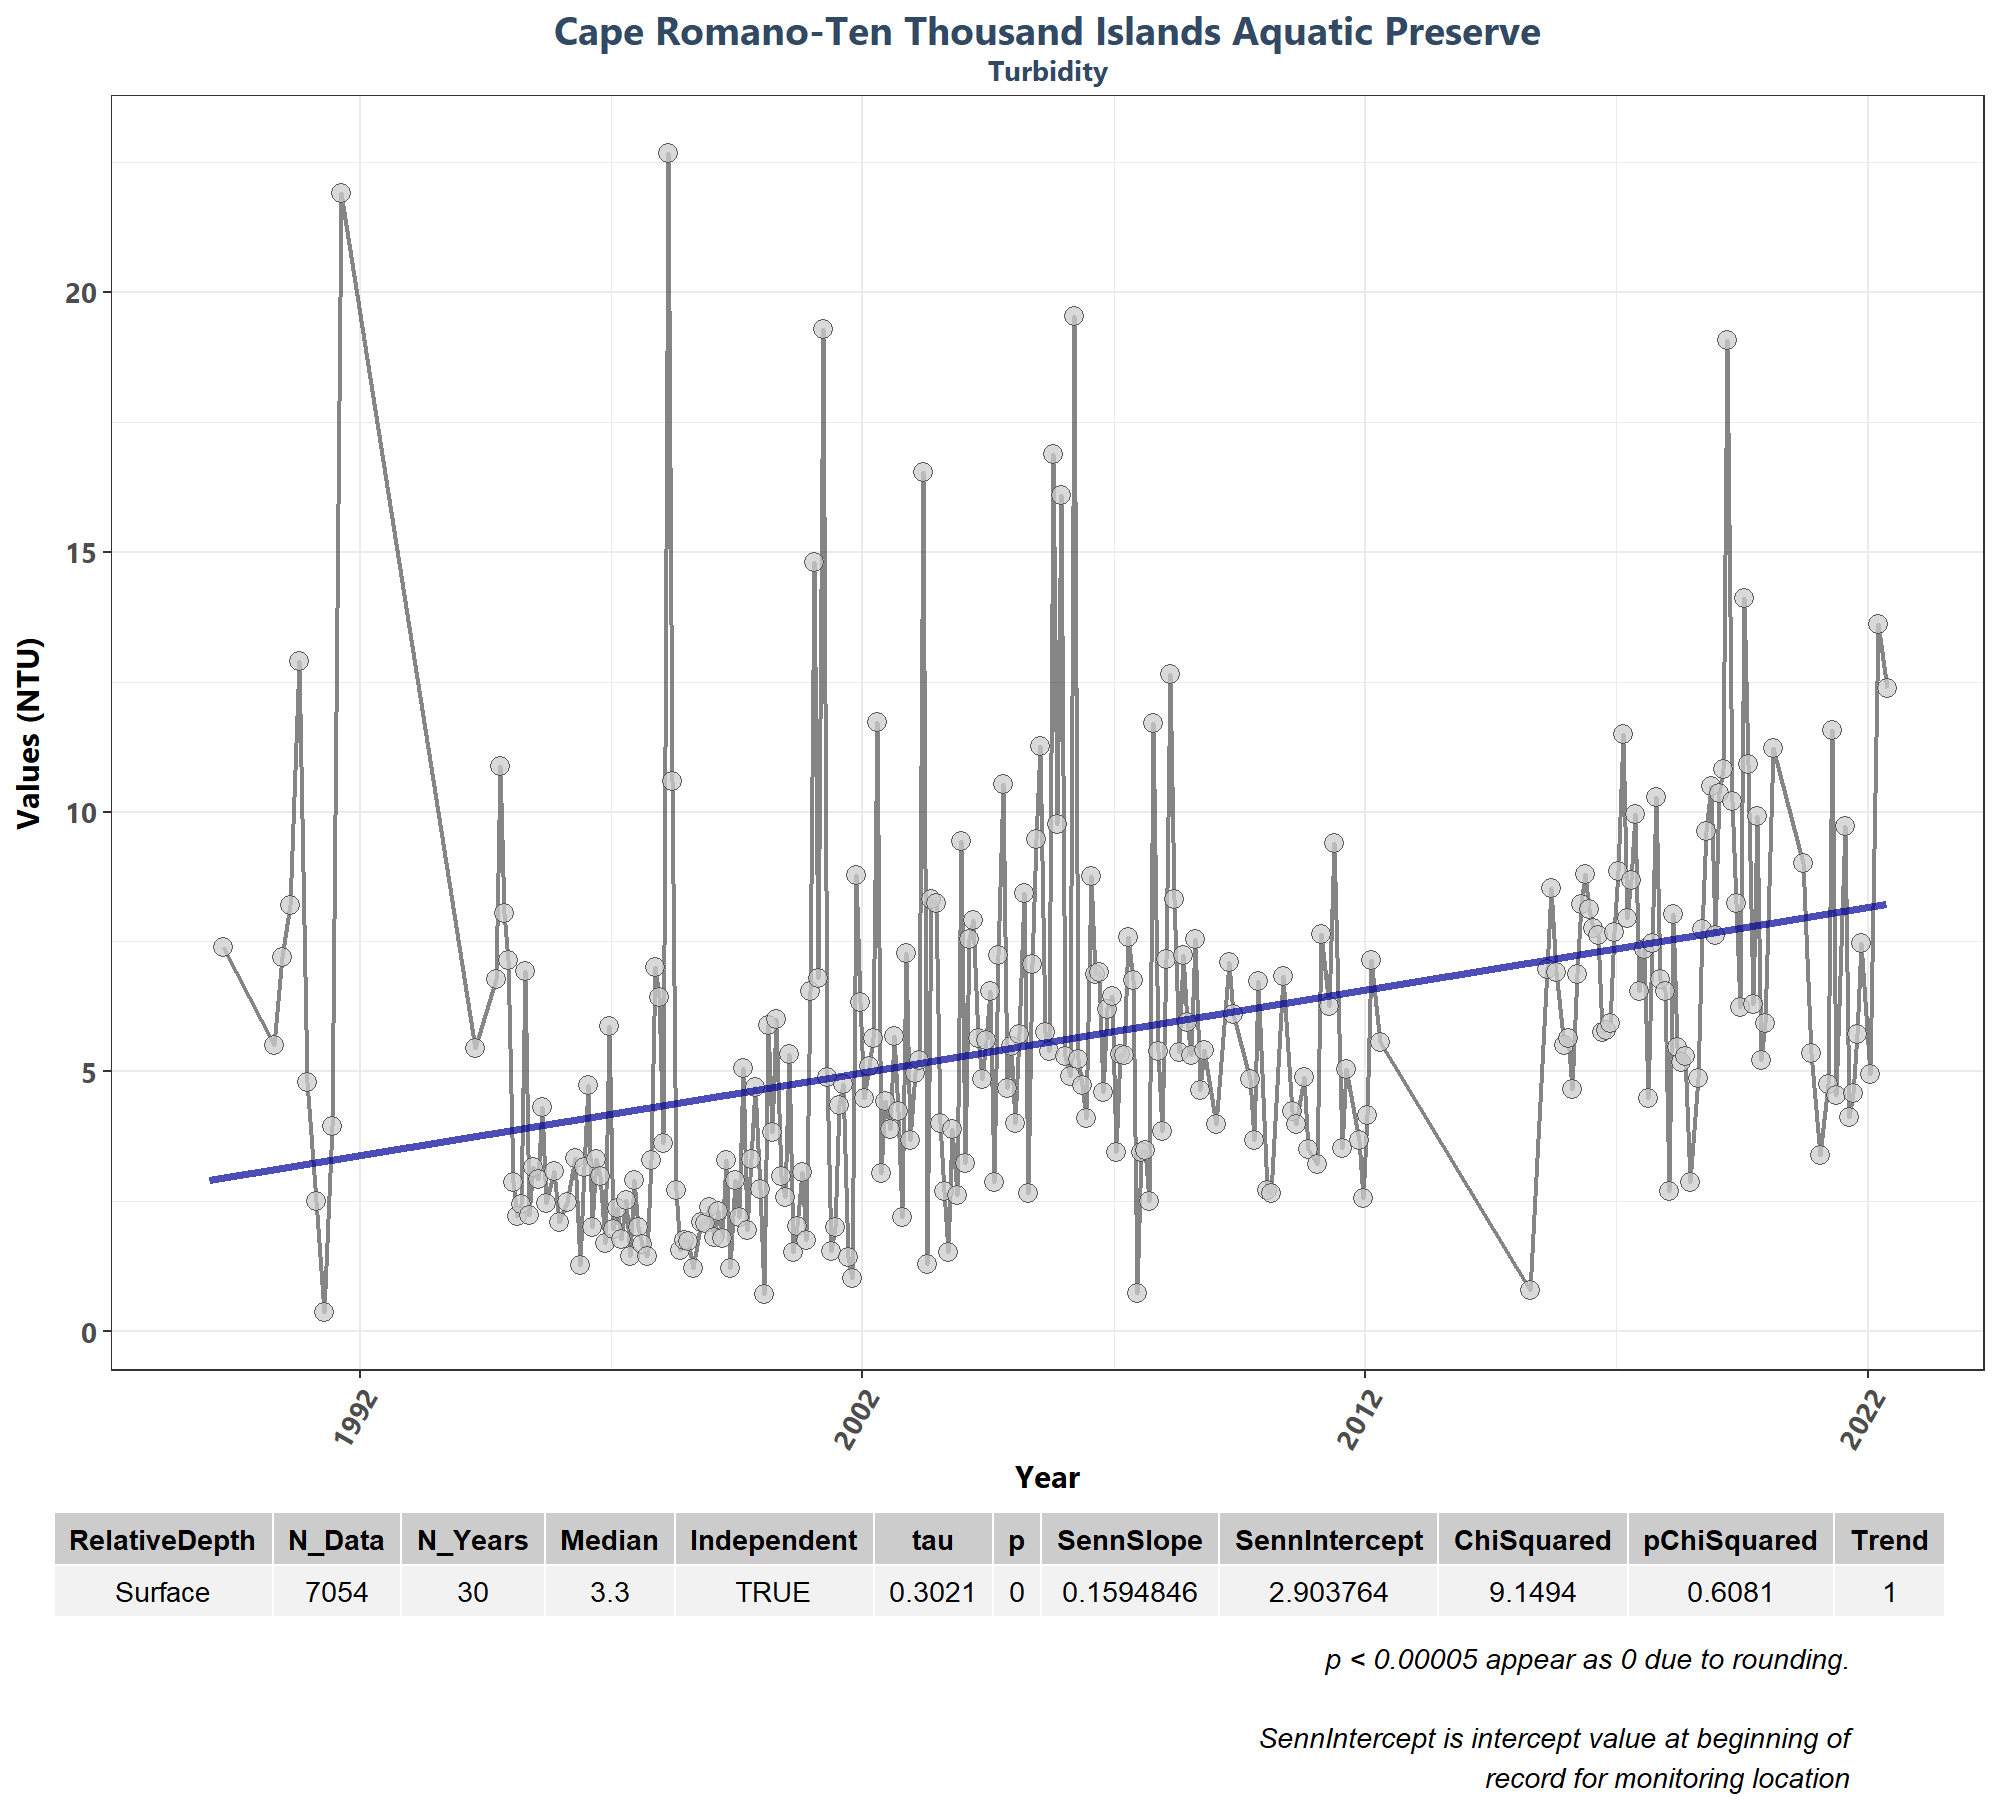 Cape Romano-Ten Thousand Islands Aquatic Preserve
Turbidity
Values (NTU)
20
15
10
5
0
1992
2002
2012
2022
Year
RelativeDepth N_Data N_Years Median Independent tau p SennSlope SennIntercept ChiSquared pChiSquared Trend
Surface 7054 30 3.3 TRUE 0.3021 0 0.1594846 2.903764 9.1494 0.6081 1
p < 0.00005 appear as 0 due to rounding.
SennIntercept is intercept value at beginning of
record for monitoring location